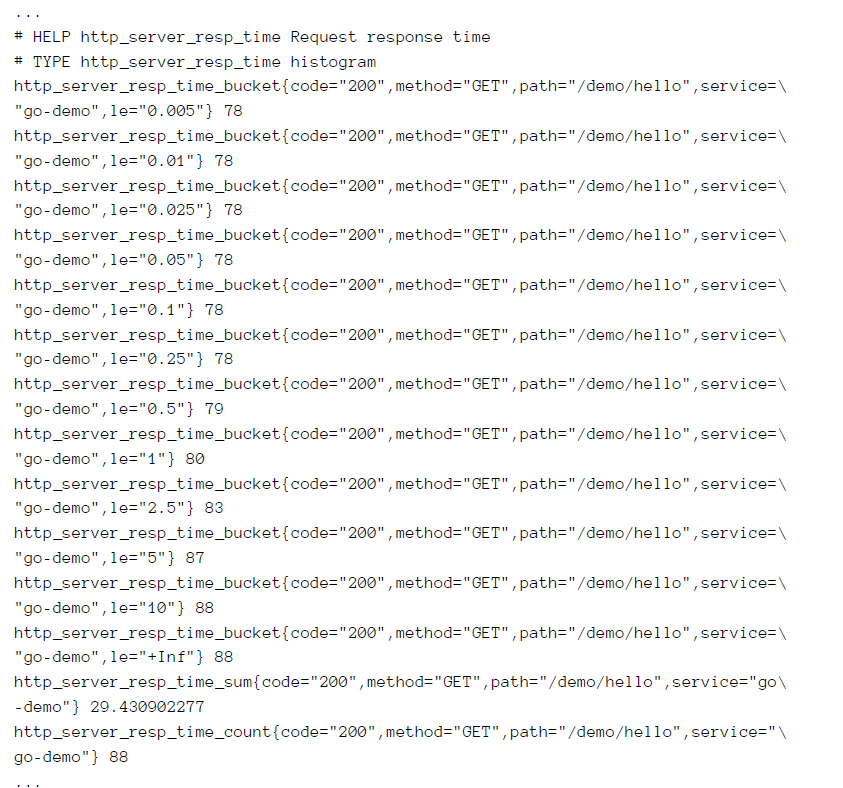 ...
# HELP http_server_resp_time Request response time
# TYPE http_server_resp_time histogram
http_server_resp_time_bucket{code="200",method="GET",path="/demo/hello",service=\
"go-demo",le="0.005"} 78
http_server_resp_time_bucket{code="200",method="GET",path="/demo/hello",service=\
"go-demo",le="0.01"} 78
http_server_resp_time_bucket{code="200",method="GET",path="/demo/hello",service=\
"go-demo",le="0.025"} 78
http_server_resp_time_bucket{code="200",method="GET",path="/demo/hello",service=\
"go-demo",le="0.05"} 78
http_server_resp_time_bucket{code="200",method="GET",path="/demo/hello",service=\
"go-demo",le="0.1"} 78
http_server_resp_time_bucket{code="200",method="GET",path="/demo/hello",service=\
"go-demo",le="0.25"} 78
http_server_resp_time_bucket{code="200",method="GET",path="/demo/hello",service=\
"go-demo",le="0.5"} 79
http_server_resp_time_bucket{code="200",method="GET",path="/demo/hello",service=\
"go-demo",le="1"} 80
http_server_resp_time_bucket{code="200",method="GET",path="/demo/hello",service=\
"go-demo",le="2.5"} 83
http_server_resp_time_bucket{code="200",method="GET",path="/demo/hello",service=\
"go-demo",le="5"} 87
http_server_resp_time_bucket{code="200",method="GET",path="/demo/hello",service=\
"go-demo",le="10"} 88
http_server_resp_time_bucket{code="200",method="GET",path="/demo/hello",service=\
"go-demo",le="+Inf"} 88
http_server_resp_time_sum{code="200",method="GET",path="/demo/hello",service="go\
-demo"} 29.430902277
http_server_resp_time_count{code="200",method="GET",path="/demo/hello",service="\
go-demo"} 88
...